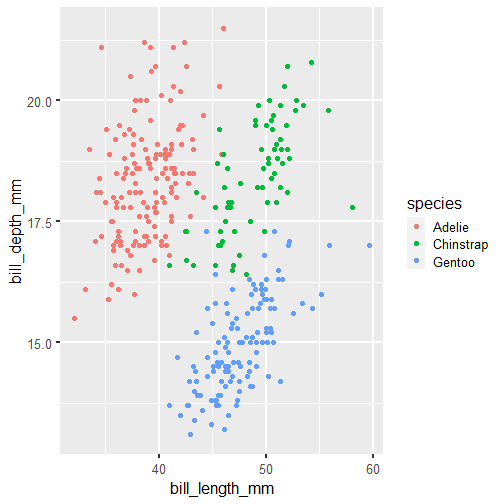 20.0
17.5
15.0
bill_depth_mm
40
50
60
bill_length_mm
species
Adelie
Chinstrap
Gentoo